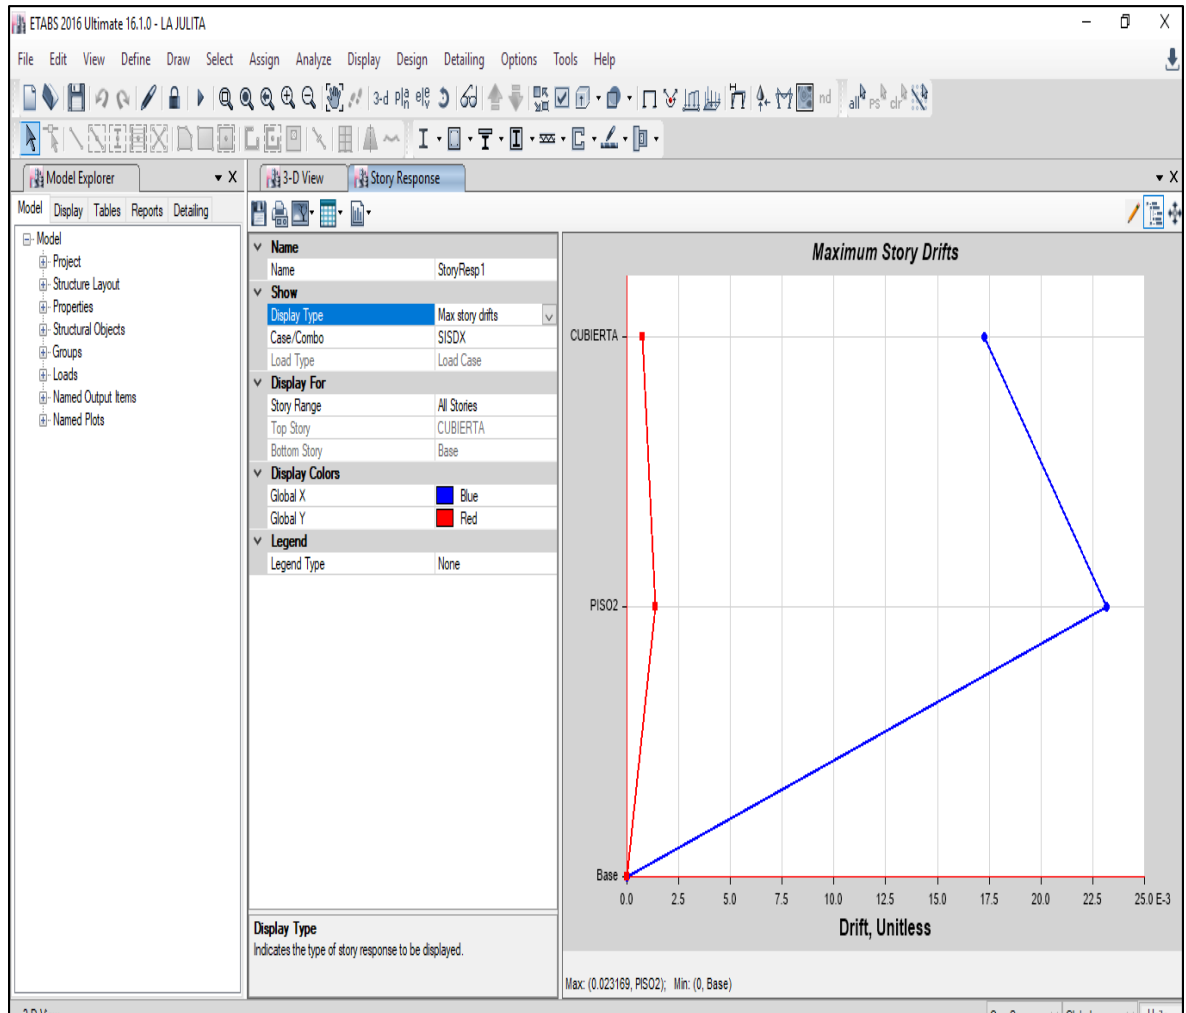 ETABS 2016 Ultimate 16.1.0 - LA JULITA
File Edit View Define Draw Select Assign Analyze Display Design Detailing Options Tools Help
3-d
nd
all
PS
clr
Model Explorer
3-D View
Story Response
Model Display Tables Reports Detailing
Model
Project
Structure Layout
Properties
Structural Objects
Groups
Loads
Named Output Items
Named Plots
Name
Name StoryResp1
Show
Display Type Max story drifts
Case/Combo SISDX
Load Type Load Case
Display For
Story Range All Stories
Top Story CUBIERTA
Bottom Story Base
Display Colors
Global X Blue
Global Y Red
Legend
Legend Type None
Display Type
Indicates the type of story response to be displayed.
Maximum Story Drifts
CUBIERTA
PISO2
Base
0.0 2.5 5.0 7.5 10.0 12.5 15.0 17.5 20.0 22.5 25.0 E-3
Drift, Unitless
Max: (0.023169, PISO2); Min: (0, Base)